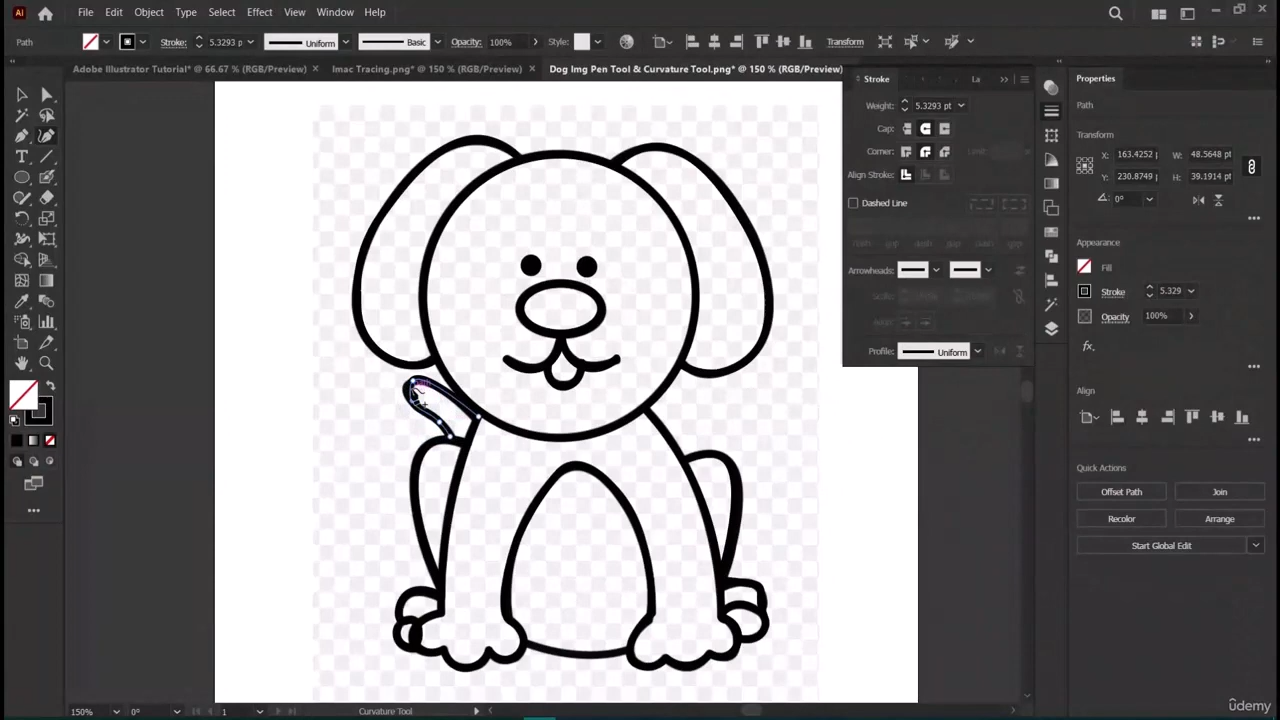 Ai File Edit Object Type Select Effect View Window Help
Path Stroke: 5.3293 pt Uniform Basic Opacity: 100% Style: Transform
Adobe Illustrator Tutorial* @ 66.67 % (RGB/Preview) × Imac Tracing.png* @ 150 % (RGB/Preview) × Dog Img Pen Tool & Curvature Tool.png* @ 150 % (RGB/Preview)
Stroke La
Weight: 5.3293 pt
Cap:
Corner:
Align Stroke:
Dashed Line
Arrowheads:
Profile: Uniform
Properties
Path
Transform
X: 163.4252 W: 48.5648 pt
Y: 230.8749 H: 39.1914 pt
0°
Appearance
Fill
Stroke 5.329
Opacity 100%
fx.
Align
Quick Actions
Offset Path Join
Recolor Arrange
Start Global Edit
150% 0° 1 Curvature Tool
udemy